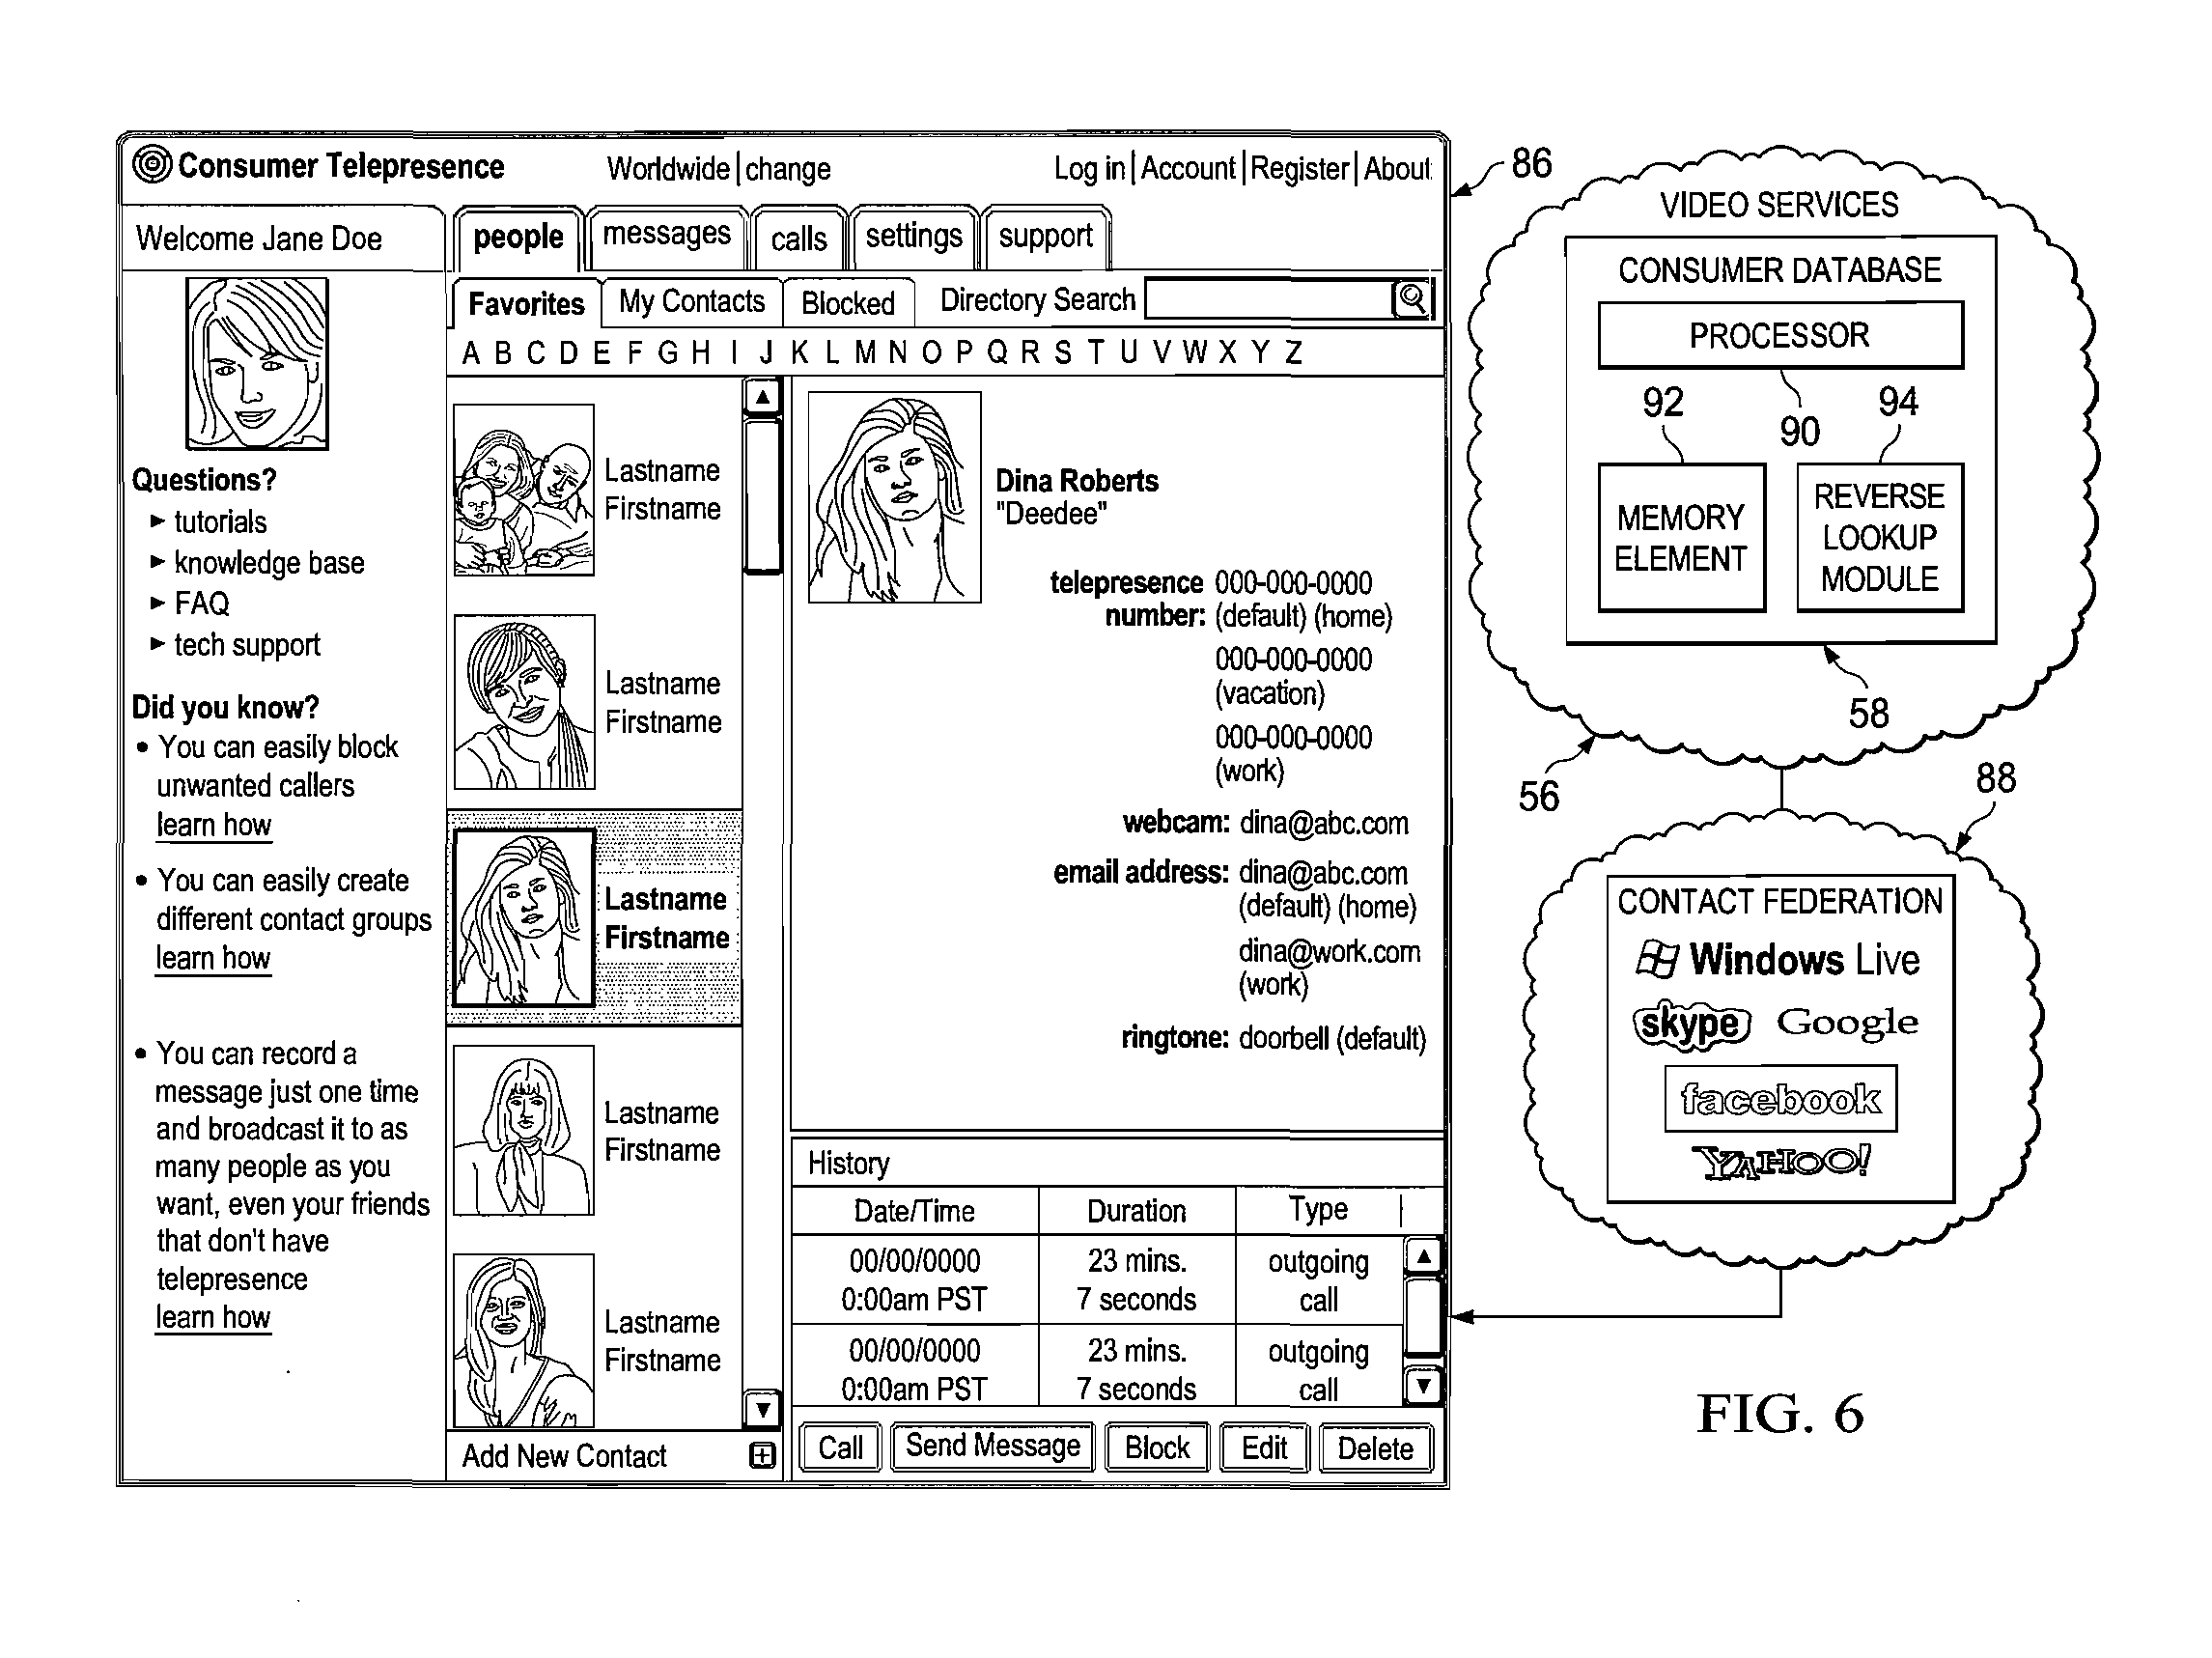 Consumer Telepresence
Worldwide|change
Log in|Account|Register|About
Welcome Jane Doe
people
messages
calls
settings
support
Favorites
My Contacts
Blocked
Directory Search
A B C D E F G H I J K L M N O P Q R S T U V W X Y Z
Questions?
► tutorials
► knowledge base
► FAQ
► tech support
Did you know?
• You can easily block
unwanted callers
learn how
• You can easily create
different contact groups
learn how
• You can record a
message just one time
and broadcast it to as
many people as you
want, even your friends
that don't have
telepresence
learn how
Lastname
Firstname
Lastname
Firstname
Lastname
Firstname
Lastname
Firstname
Lastname
Firstname
Add New Contact
Dina Roberts
"Deedee"
telepresence 000-000-0000
number: (default) (home)
000-000-0000
(vacation)
000-000-0000
(work)
webcam: dina@abc.com
email address: dina@abc.com
(default) (home)
dina@work.com
(work)
ringtone: doorbell (default)
History
Date/Time Duration Type
00/00/0000 23 mins. outgoing
0:00am PST 7 seconds call
00/00/0000 23 mins. outgoing
0:00am PST 7 seconds call
Call Send Message Block Edit Delete
86
VIDEO SERVICES
CONSUMER DATABASE
PROCESSOR
92
90
94
MEMORY
ELEMENT
REVERSE
LOOKUP
MODULE
58
56
88
CONTACT FEDERATION
Windows Live
skype Google
facebook
YAHOO!
FIG. 6